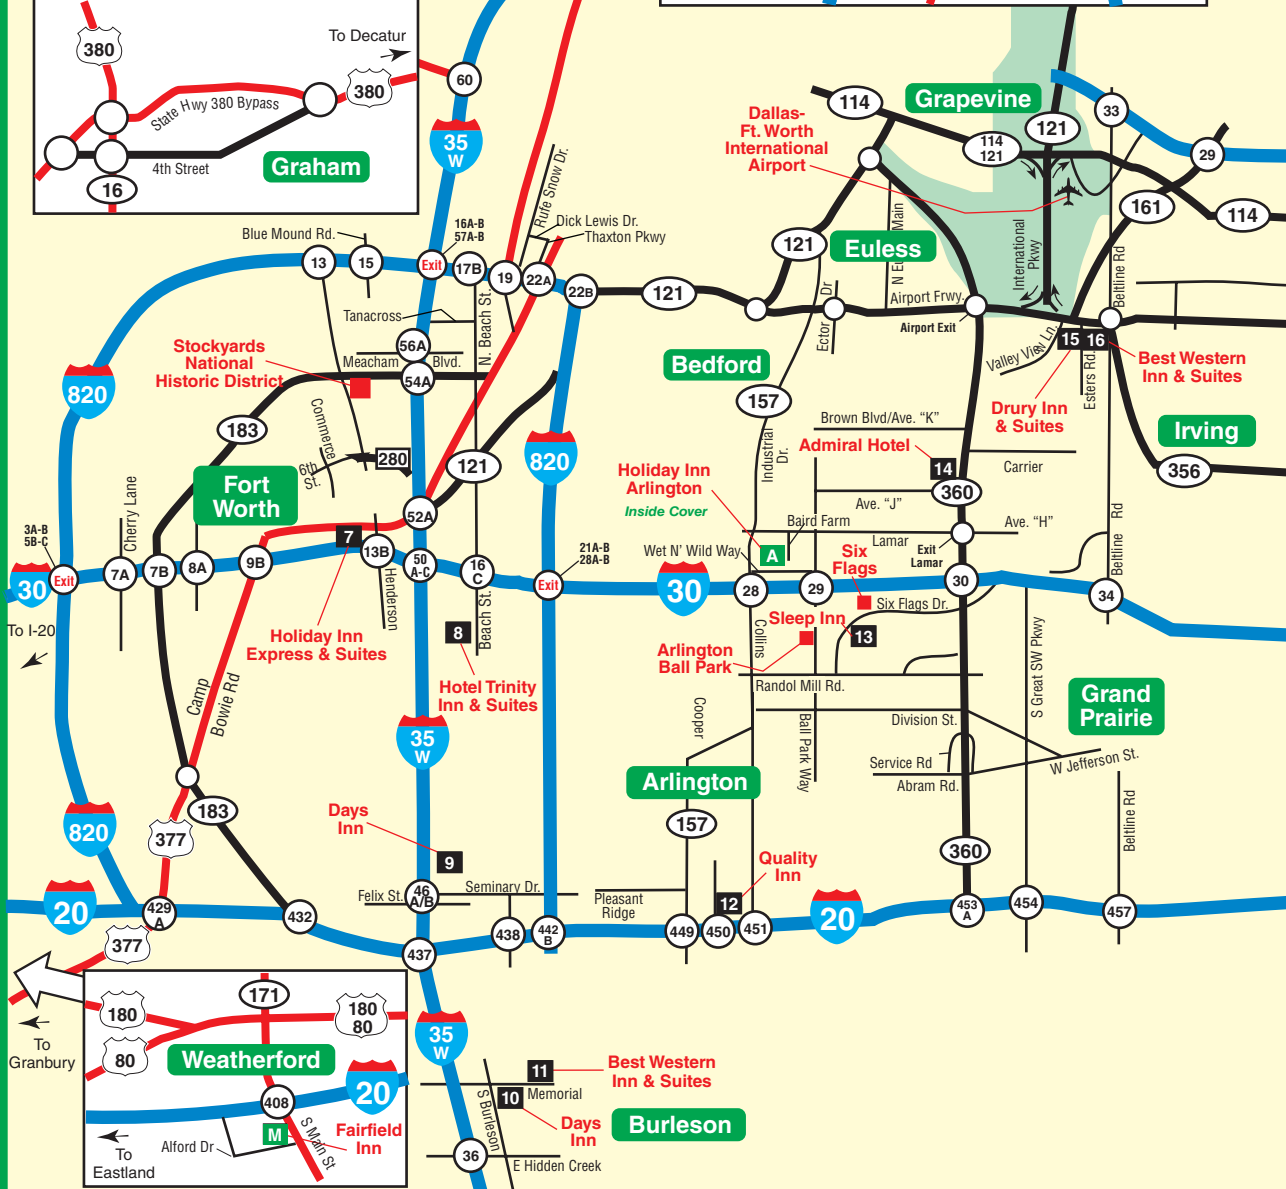 380
To Decatur
380
State Hwy 380 Bypass
4th Street
Graham
16
60
35
W
Rufe Snow Dr.
Dick Lewis Dr.
Thaxton Pkwy
16A-B
57A-B
Blue Mound Rd.
13
15
Exit
17B
19
22A
22B
121
Tanacross
N. Beach St.
56A
Meacham
Blvd.
54A
Stockyards
National
Historic District
820
183
Commerce
6th
St.
280
121
820
Fort
Worth
52A
Cherry Lane
3A-B
5B-C
Exit
30
To I-20
7A
7B
8A
9B
7
13B
Henderson
50
A-C
16
C
Beach St.
21A-B
28A-B
Exit
30
Holiday Inn
Express & Suites
8
Hotel Trinity
Inn & Suites
Camp
Bowie Rd
35
W
183
377
820
Days
Inn
9
20
429
A
432
Felix St.
46
A/B
Seminary Dr.
437
438
442
B
377
To
Granbury
114
Grapevine
Dallas-
Ft. Worth
International
Airport
114
121
121
33
29
161
114
121
Euless
N Eu
Main
International
Pkwy
Beltline Rd
Ector
Dr
Airport Frwy.
Airport Exit
Valley View Ln.
15
16
Esters Rd.
Best Western
Inn & Suites
Drury Inn
& Suites
Irving
356
Bedford
157
Industrial
Dr.
Brown Blvd/Ave. “K”
Admiral Hotel
14
Carrier
360
Holiday Inn
Arlington
Inside Cover
Ave. “J”
Baird Farm
Ave. “H”
Lamar
Wet N’ Wild Way
A
Exit
Lamar
Six
Flags
Beltline
Rd
28
29
30
34
Six Flags Dr.
Sleep Inn
13
Collins
Arlington
Ball Park
Randol Mill Rd.
S Great SW Pkwy
Grand
Prairie
Cooper
Ball Park Way
Division St.
Service Rd
Abram Rd.
W Jefferson St.
Arlington
157
360
Beltline Rd
Quality
Inn
12
Pleasant
Ridge
449
450
451
20
453
A
454
457
180
171
180
80
80
Weatherford
20
408
M
Fairfield
Inn
Alford Dr
S Main St
To
Eastland
35
W
11
Best Western
Inn & Suites
Memorial
10
Days
Inn
S Burleson
Burleson
36
E Hidden Creek